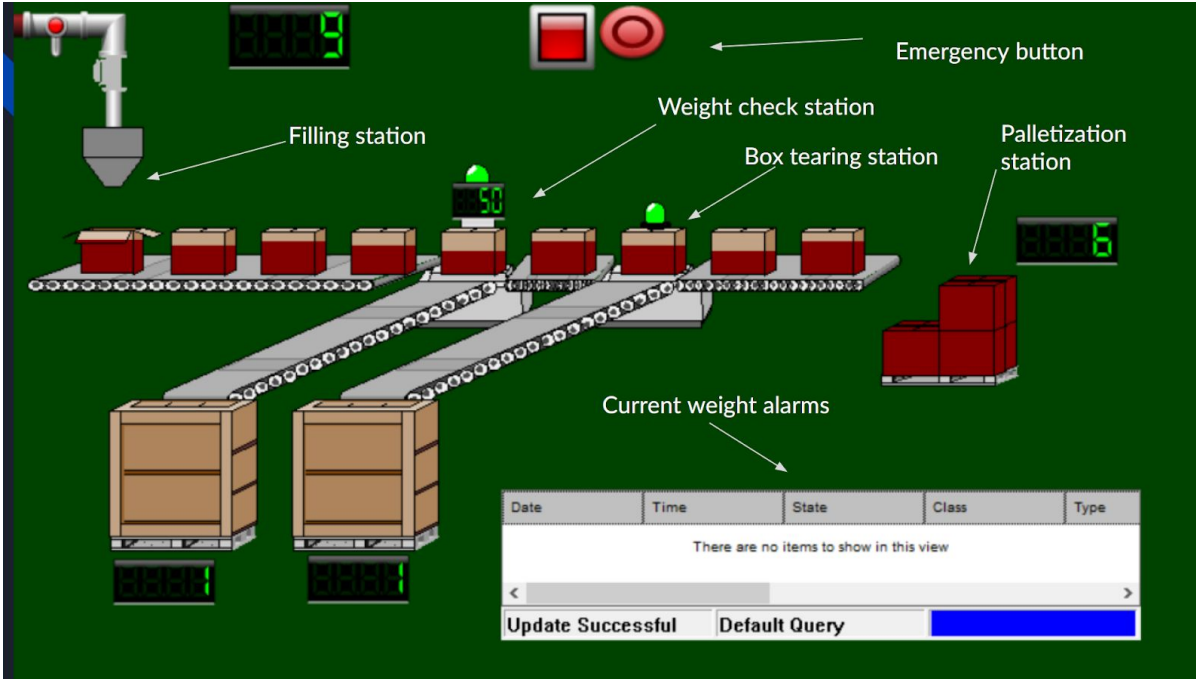 9
Emergency button
Weight check station
Filling station
Palletization
station
Box tearing station
50
6
Current weight alarms
Date Time State Class Type
There are no items to show in this view
Update Successful Default Query
1 1